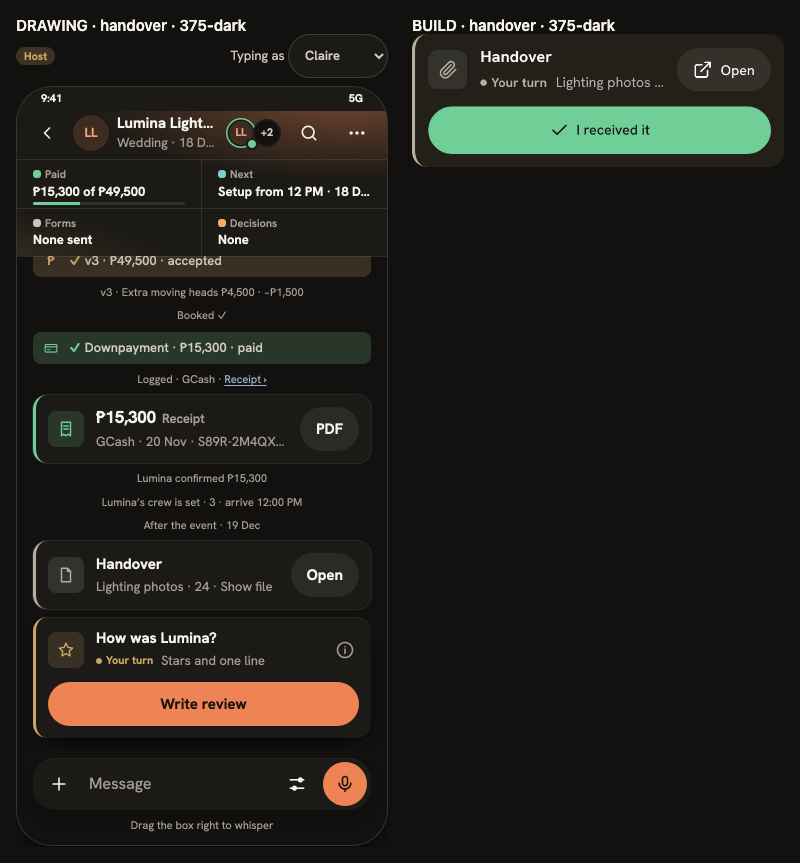 DRAWING · handover · 375-dark
Host
Typing as
Claire
9:41
5G
LL
Lumina Light...
Wedding · 18 D...
LL
+2
Paid
₱15,300 of ₱49,500
Next
Setup from 12 PM · 18 D...
Forms
None sent
Decisions
None
₱ ✓ v3 · ₱49,500 · accepted
v3 · Extra moving heads ₱4,500 · −₱1,500
Booked ✓
✓ Downpayment · ₱15,300 · paid
Logged · GCash · Receipt ›
₱15,300 Receipt
GCash · 20 Nov · S89R-2M4QX...
PDF
Lumina confirmed ₱15,300
Lumina’s crew is set · 3 · arrive 12:00 PM
After the event · 19 Dec
Handover
Lighting photos · 24 · Show file
Open
How was Lumina?
Your turn Stars and one line
Write review
Message
Drag the box right to whisper
BUILD · handover · 375-dark
Handover
Your turn Lighting photos ...
Open
✓ I received it